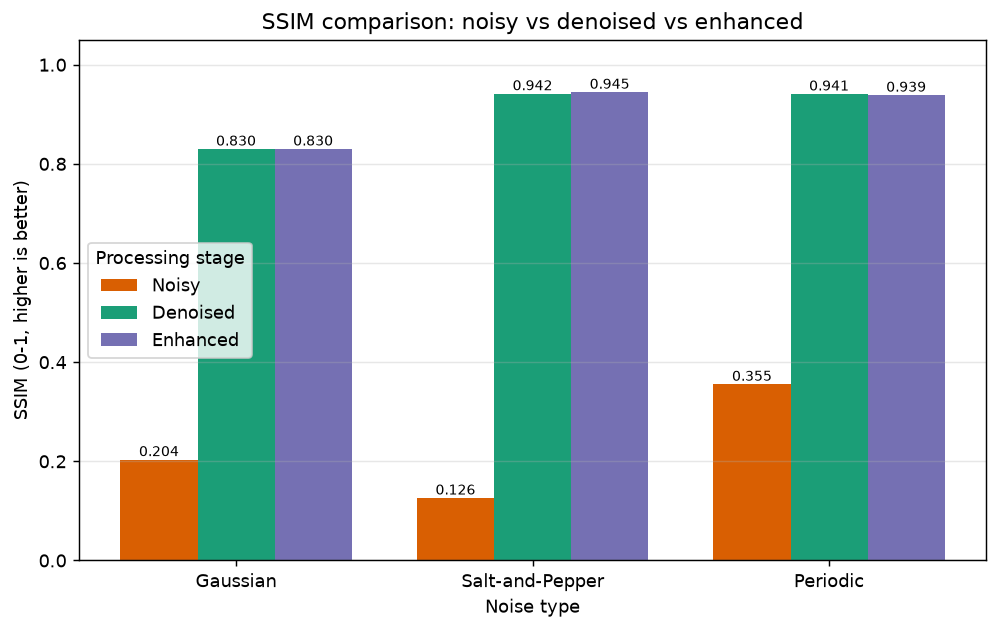 SSIM comparison: noisy vs denoised vs enhanced
SSIM (0-1, higher is better)
1.0
0.8
0.6
0.4
0.2
0.0
Processing stage
Noisy
Denoised
Enhanced
0.204
0.830
0.830
0.126
0.942
0.945
0.355
0.941
0.939
Gaussian
Salt-and-Pepper
Periodic
Noise type